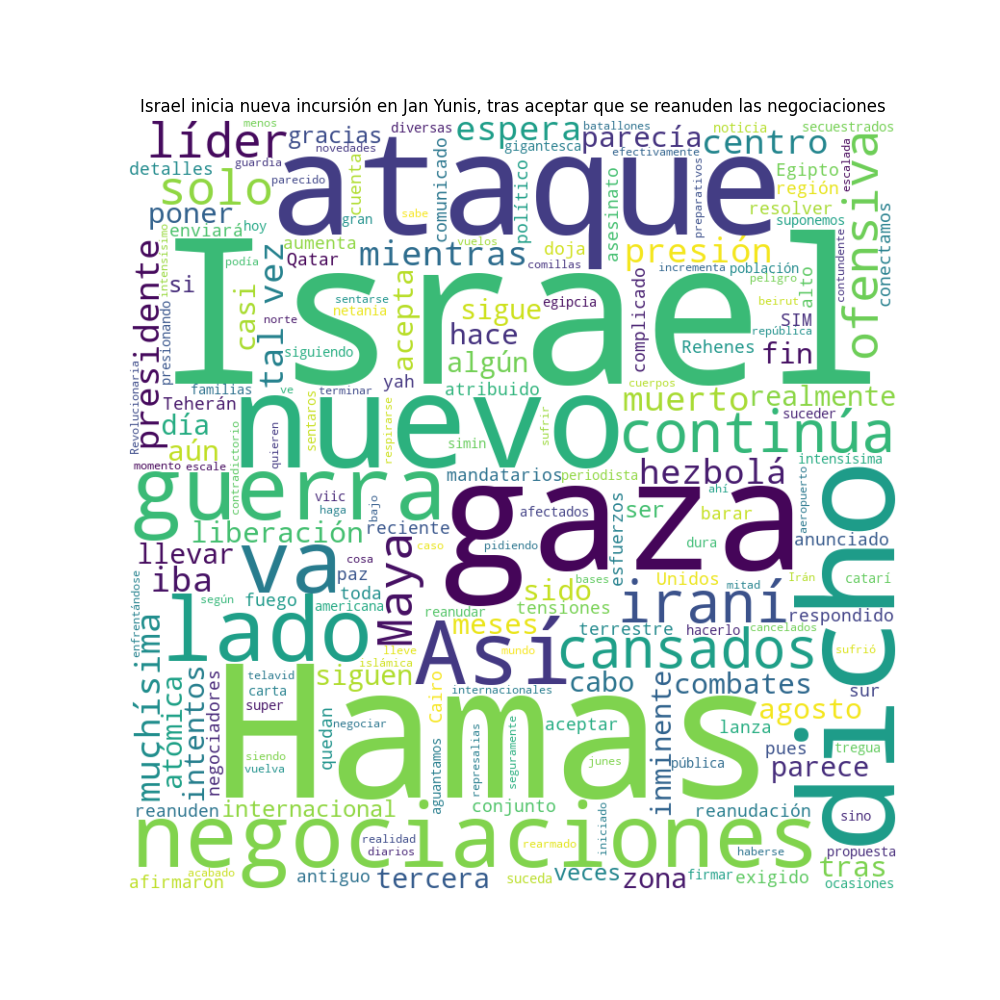 Israel inicia nueva incursión en Jan Yunis, tras aceptar que se reanuden las negociaciones
menos
líder
gracias
diversas
espera
batallones
parecía
noticia
centro
secuestrados
novedades
gigantesca
efectivamente
detalles
guardia
ataque
Egipto
escalada
ofensiva
solo
parecido
cuenta
comunicado
político
asesinato
preparativos
región
poner
gran
sabe
resolver
enviará
hoy
suponemos
conectamos
intensísimo
podía
aumenta
mientras
vuelos
doja
presión
Qatar
comillas
incrementa
población
contundente
alto
peligro
presidente
presionando
si
Israel
casi
tal vez
sentarse
netania
acepta
sigue
egipcia
complicado
beirut
SIM
república
norte
siguiendo
hace
Rehenes
fin
algún
Revolucionaria
familias
ve
terminar
yah
atribuido
cuerpos
Teherán
nuevo
muerto
realmente
suceder
día
contradictorio
quieren
sentaros
respirarse
simin
sufrir
continúa
aún
momento
escale
mandatarios
periodista
hezbolá
intensísima
aeropuerto
guerra
viic
haga
bajo
gaza
afectados
esfuerzos
ser
ahí
barar
dicho
liberación
reciente
anunciado
llevar
va
paz
cosa
Maya
caso
pidiendo
dura
iba
toda
sido
bases
Unidos
mitad
Irán
catarí
enfrentándose
según
fuego
americana
reanudar
tensiones
iraní
respondido
lado
meses
terrestre
hacerlo
cancelados
Así
mundo
muchísima
lleve
islámica
cansados
sufrió
siguen
telavid
atómica
intentos
negociadores
carta
super
Hamas
Cairo
internacionales
cabo
inminente
combates
sur
agosto
quedan
negociar
aguantamos
represalias
seguramente
aceptar
lanza
pues
tregua
siendo
vuelva
junes
pública
parece
reanuden
internacional
conjunto
reanudación
sino
negociaciones
realidad
diarios
rearmado
iniciado
haberse
propuesta
tras
afirmaron
acabado
antiguo
tercera
suceda
veces
zona
firmar
exigido
ocasiones